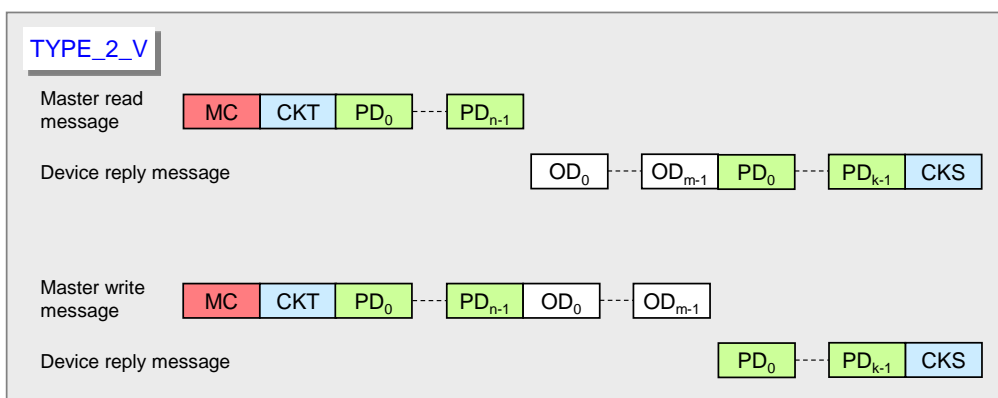 TYPE_2_V
Master read
message
MC CKT PD0 PDn-1
Device reply message
OD0 ODm-1 PD0 PDk-1 CKS
Master write
message
MC CKT PD0 PDn-1 OD0 ODm-1
Device reply message
PD0 PDk-1 CKS